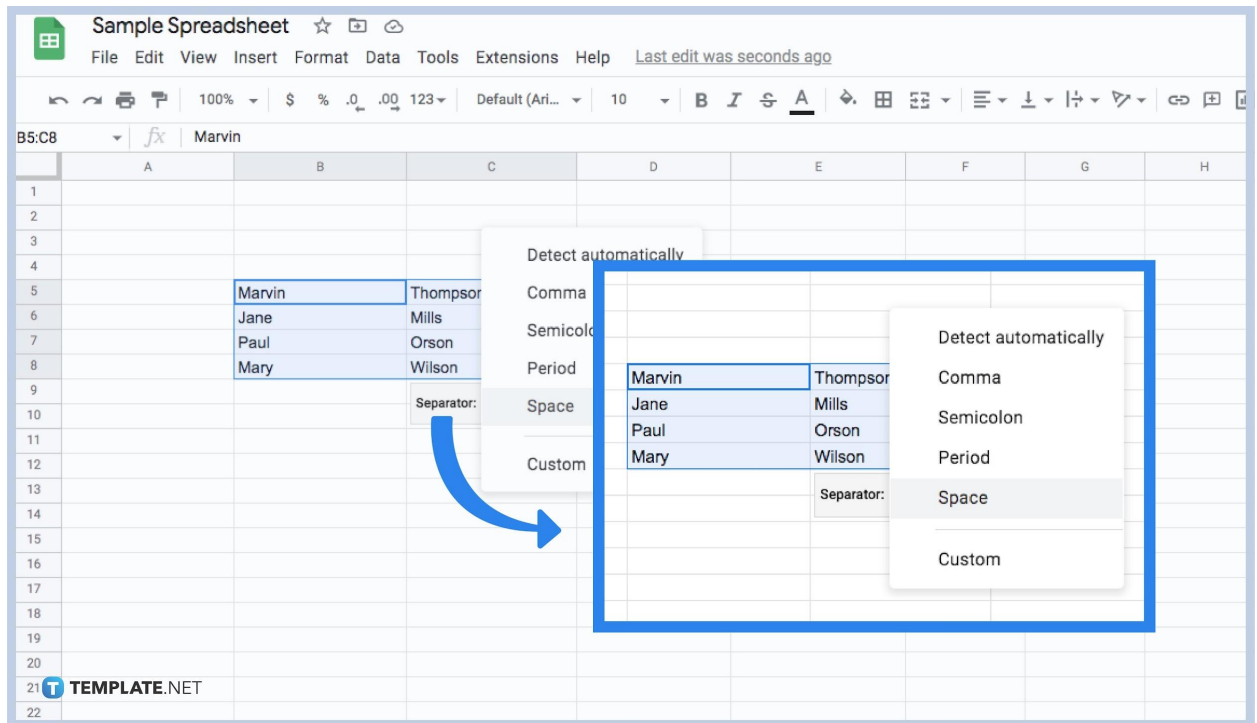 Sample Spreadsheet
File Edit View Insert Format Data Tools Extensions Help Last edit was seconds ago
100% $ % .0 .00 123 Default (Ari... 10 B I S A
B5:C8 fx Marvin
A B C D E F G H
1
2
3
Detect automatically
4
5 Marvin Thompson Comma
6 Jane Mills
7 Paul Orson
8 Mary Wilson Period
9
Separator: Space
10
11
12 Custom
13
14
15
16
17
18
19
20
21
22
Detect automatically
Marvin Thompson Comma
Jane Mills Semicolon
Paul Orson
Mary Wilson Period
Separator: Space
Custom
T TEMPLATE.NET